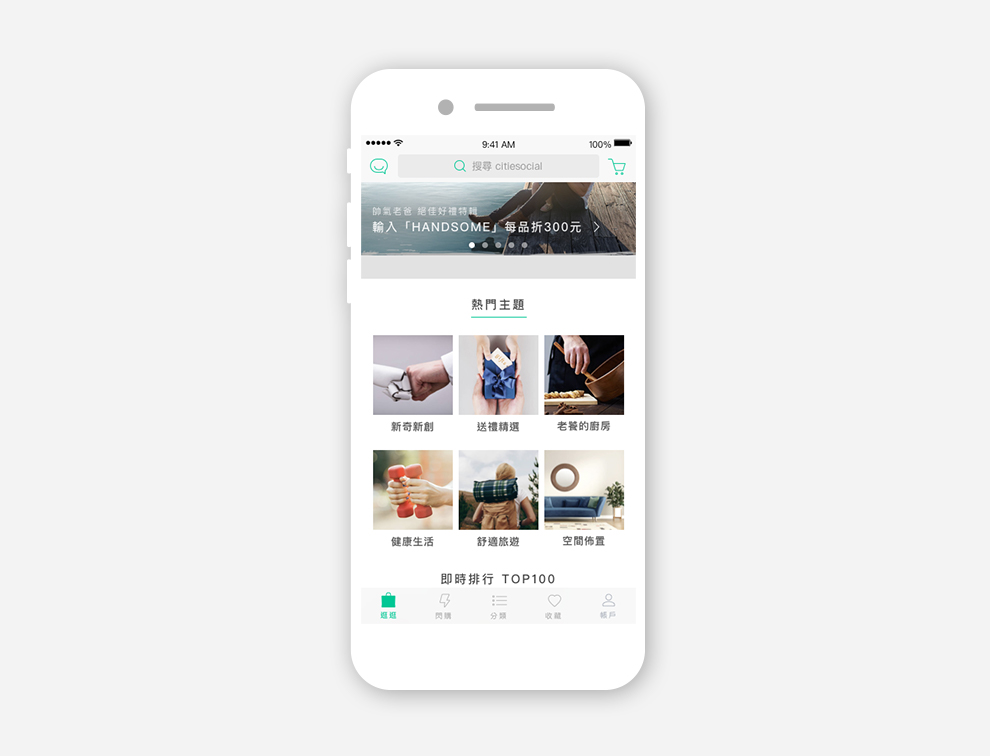 9:41 AM
100%
搜尋 citiesocial
帥氣老爸 絕佳好禮特輯
輸入「HANDSOME」每品折300元
熱門主題
新奇新創
送禮精選
老饕的廚房
健康生活
舒適旅遊
空間佈置
即時排行 TOP100
逛逛
閃購
分類
收藏
帳戶